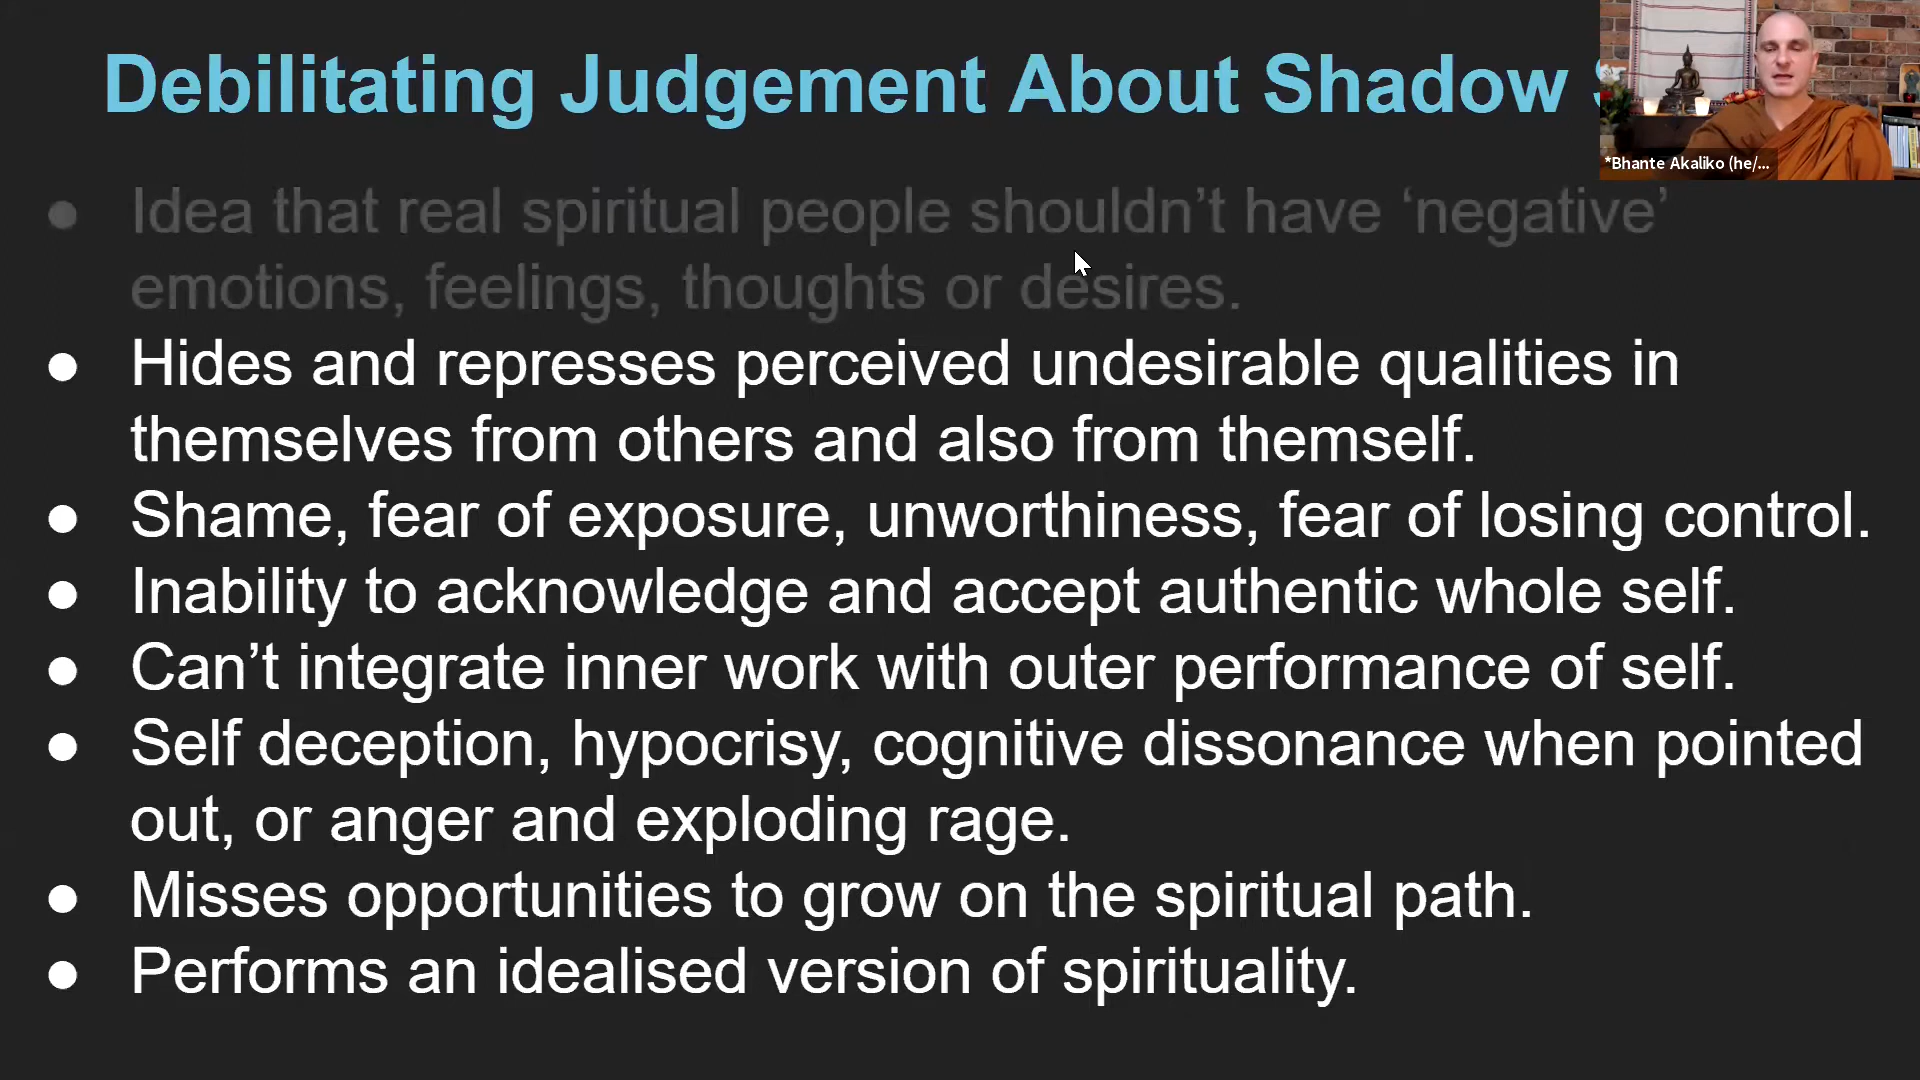 Debilitating Judgement About Shadow
*Bhante Akaliko (he/...
● Idea that real spiritual people shouldn’t have ‘negative’
emotions, feelings, thoughts or desires.
● Hides and represses perceived undesirable qualities in
themselves from others and also from themself.
● Shame, fear of exposure, unworthiness, fear of losing control.
● Inability to acknowledge and accept authentic whole self.
● Can’t integrate inner work with outer performance of self.
● Self deception, hypocrisy, cognitive dissonance when pointed
out, or anger and exploding rage.
● Misses opportunities to grow on the spiritual path.
● Performs an idealised version of spirituality.